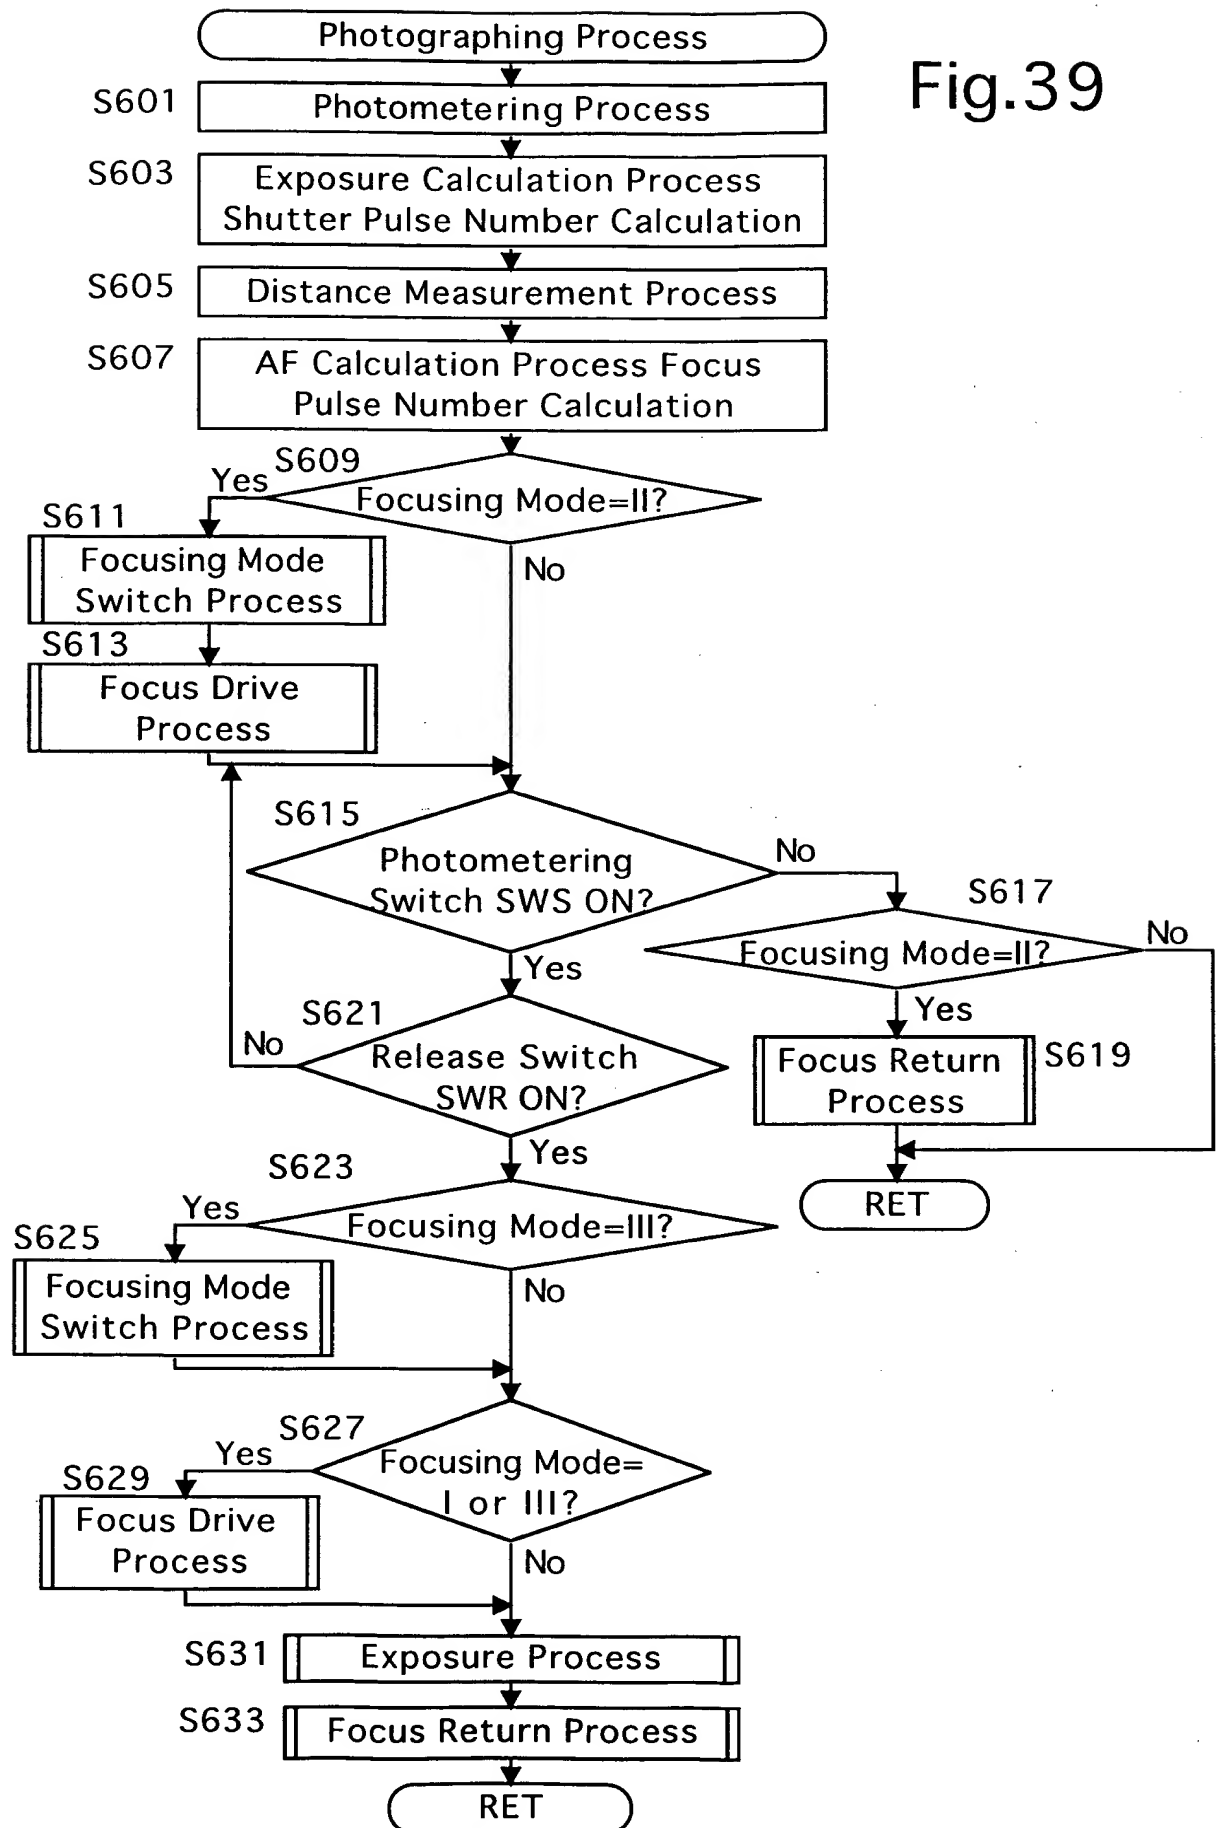 Photographing Process
Fig.39
S601
Photometering Process
S603
Exposure Calculation Process
Shutter Pulse Number Calculation
S605
Distance Measurement Process
S607
AF Calculation Process Focus
Pulse Number Calculation
S609
Yes
Focusing Mode=II?
No
S611
Focusing Mode
Switch Process
S613
Focus Drive
Process
S615
Photometering
Switch SWS ON?
No
Yes
S617
Focusing Mode=II?
No
Yes
S619
Focus Return
Process
RET
S621
No
Release Switch
SWR ON?
Yes
S623
Yes
Focusing Mode=III?
No
S625
Focusing Mode
Switch Process
S627
Yes
Focusing Mode=
I or III?
No
S629
Focus Drive
Process
S631
Exposure Process
S633
Focus Return Process
RET